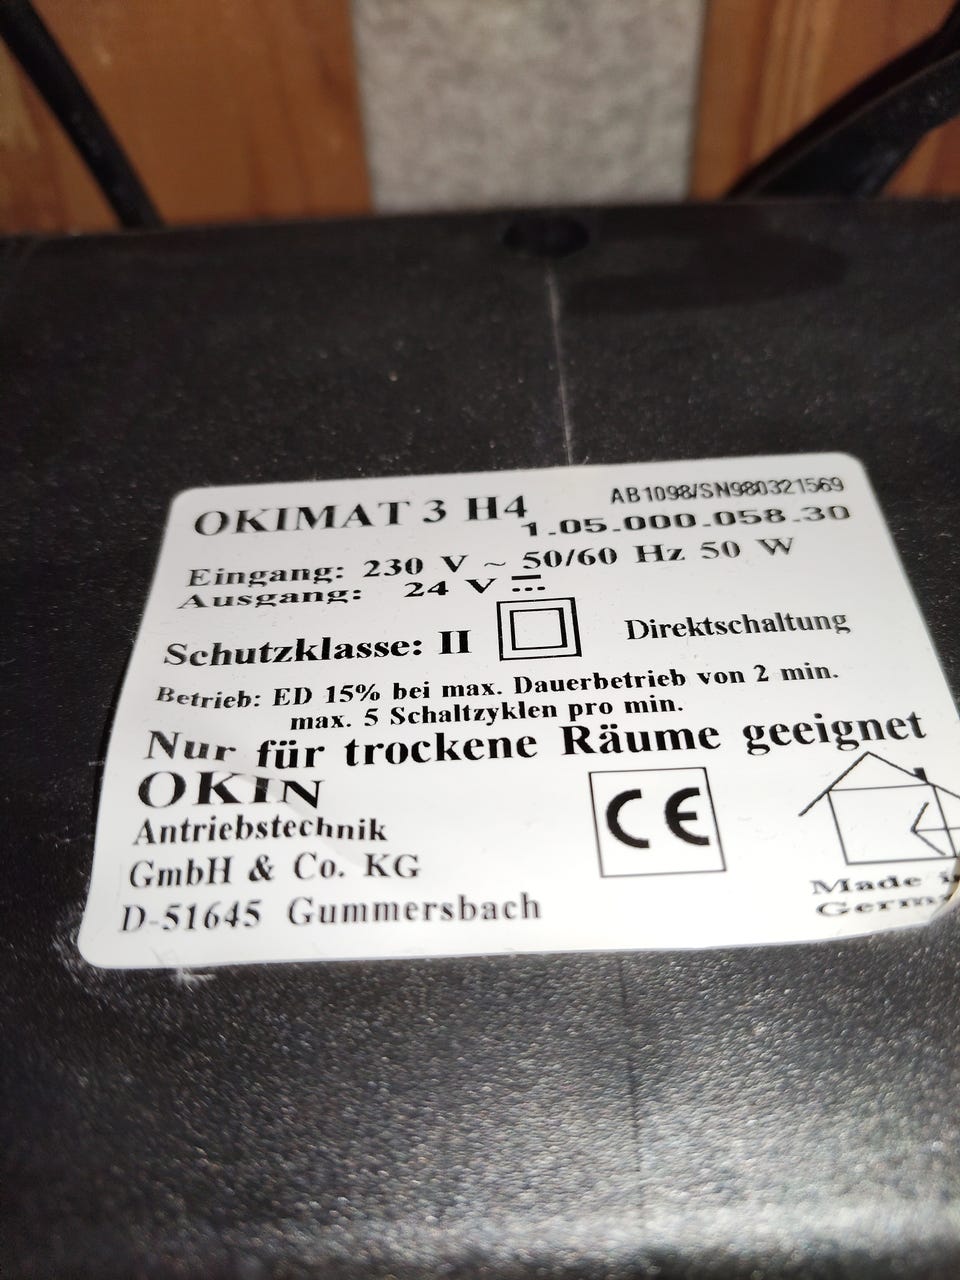 OKIMAT 3 H4
AB1098/SN980321569
1.05.000.058.30
Eingang: 230 V ~ 50/60 Hz 50 W
Ausgang: 24 V ⎓
Schutzklasse: II Direktschaltung
Betrieb: ED 15% bei max. Dauerbetrieb von 2 min.
max. 5 Schaltzyklen pro min.
Nur für trockene Räume geeignet
OKIN
Antriebstechnik
GmbH & Co. KG
D-51645 Gummersbach
CE
Made